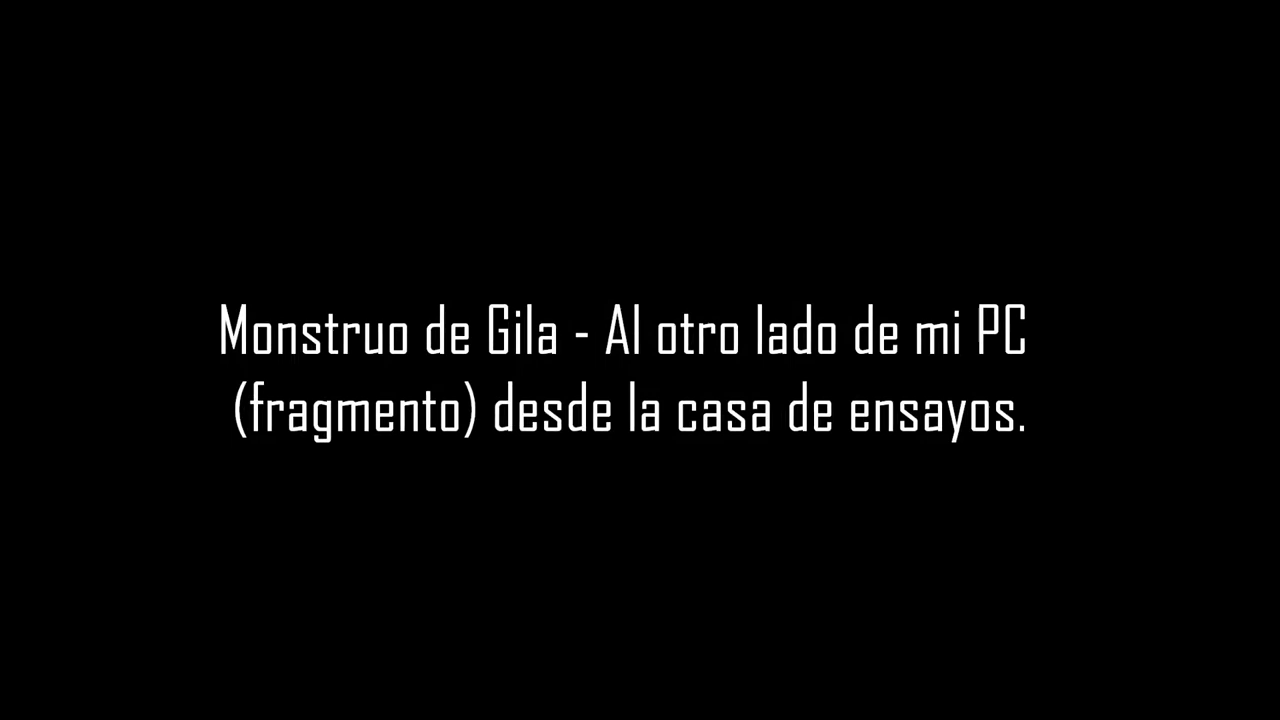 Monstruo de Gila - Al otro lado de mi PC
(fragmento) desde la casa de ensayos.